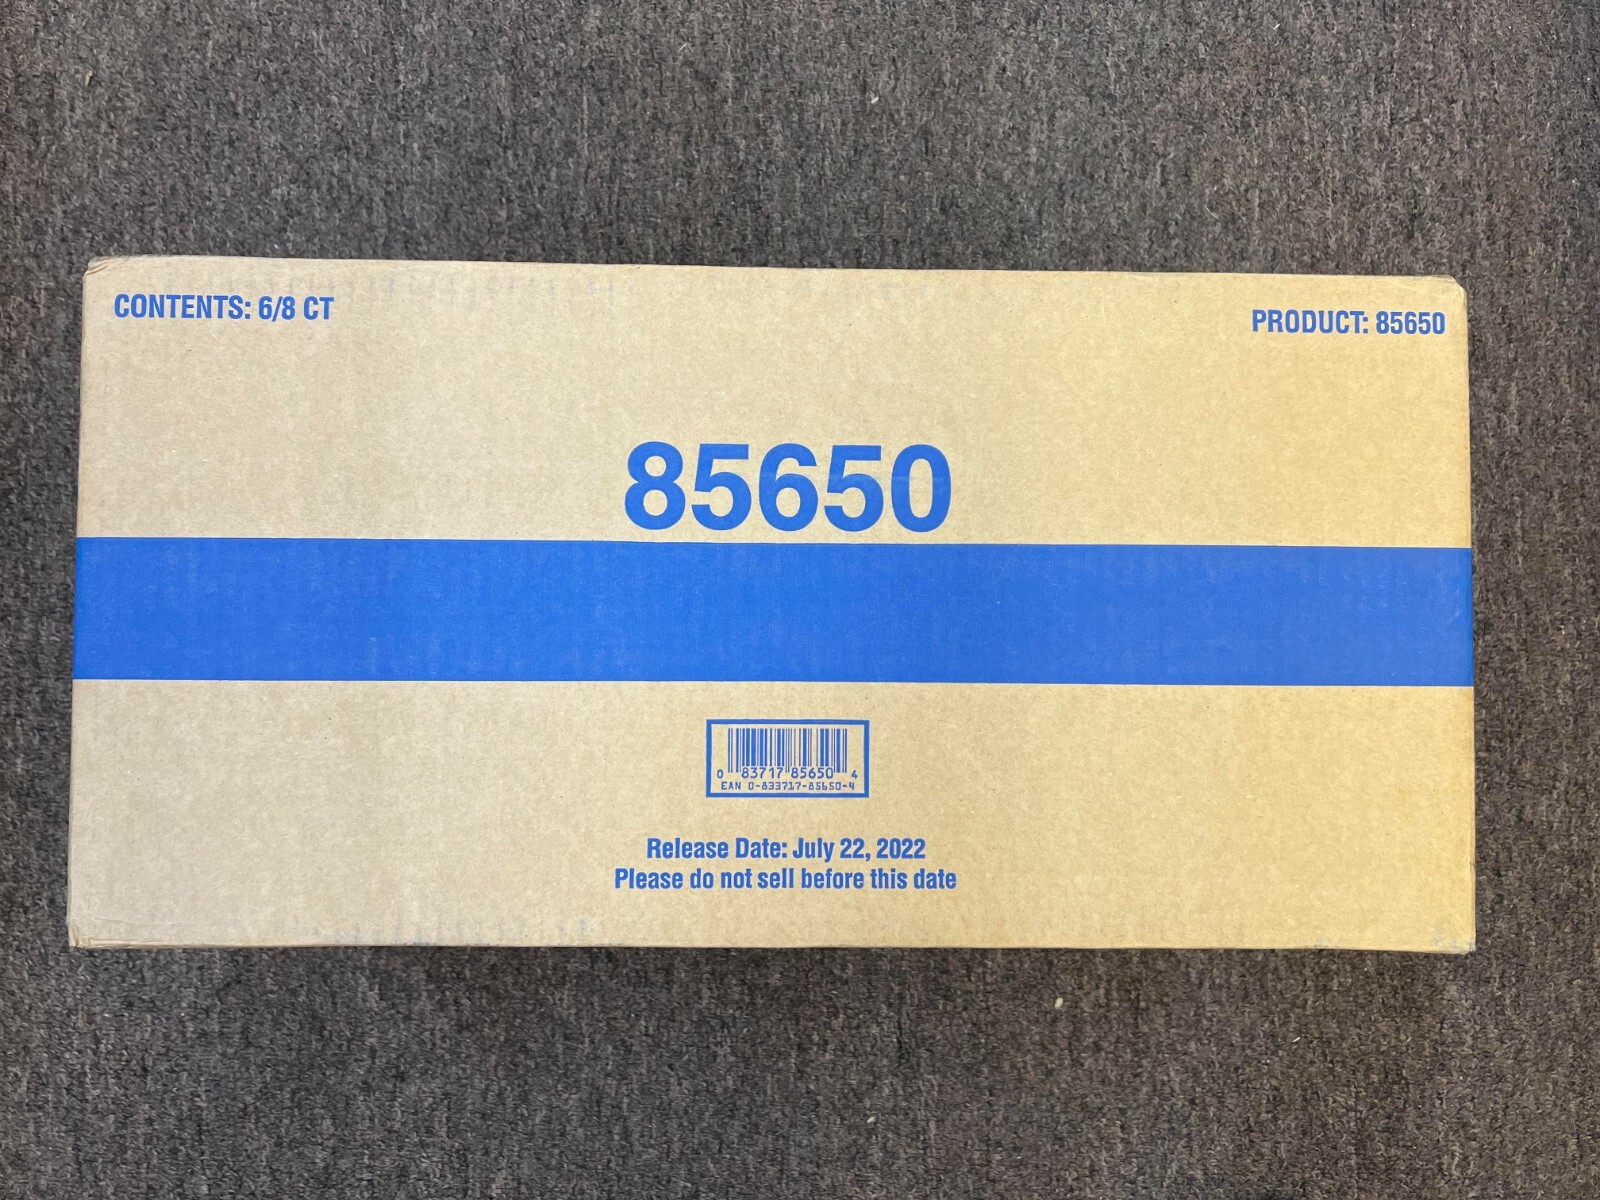 CONTENTS: 6/8 CT
PRODUCT: 85650
85650
0 83717 85650 4
EAN 0-833717-85650-4
Release Date: July 22, 2022
Please do not sell before this date